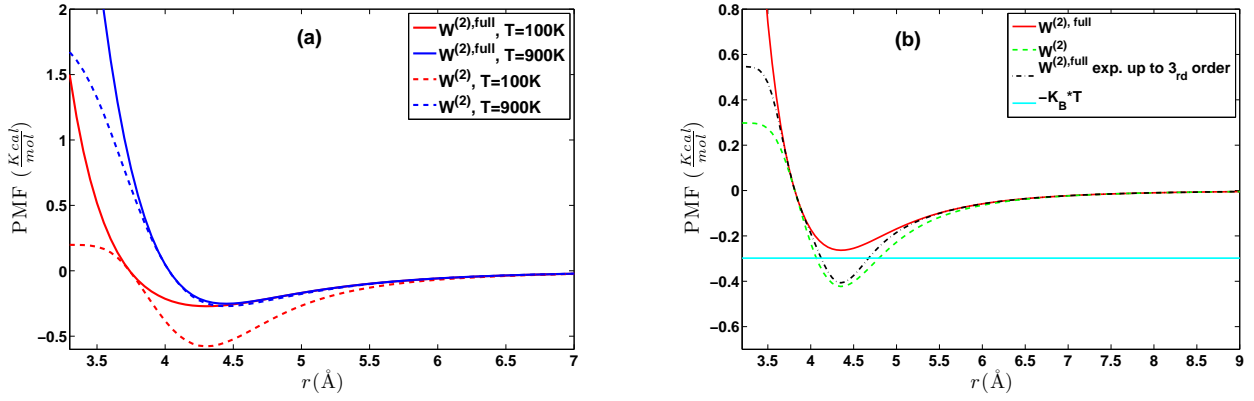 (a)
W^(2),full, T=100K
W^(2),full, T=900K
W^(2), T=100K
W^(2), T=900K
2
1.5
1
0.5
0
−0.5
PMF (Kcal/mol)
3.5 4 4.5 5 5.5 6 6.5 7
r(Å)
(b)
W^(2), full
W^(2)
W^(2),full exp. up to 3_rd order
−K_B*T
0.8
0.6
0.4
0.2
0
−0.2
−0.4
−0.6
PMF (Kcal/mol)
3.5 4 4.5 5 5.5 6 6.5 7 7.5 8 8.5 9
r(Å)